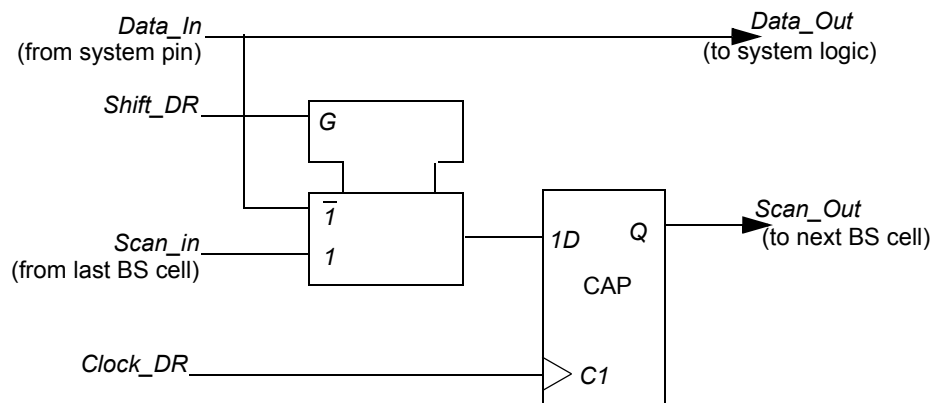 Data_In
(from system pin)
Data_Out
(to system logic)
Shift_DR
G
1̅
Scan_in
(from last BS cell)
1
1D
Q
CAP
Scan_Out
(to next BS cell)
Clock_DR
C1